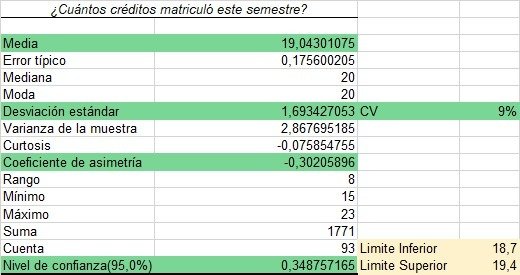 ¿Cuántos créditos matriculó este semestre?
Media 19,04301075
Error típico 0,175600205
Mediana 20
Moda 20
Desviación estándar 1,693427053 CV 9%
Varianza de la muestra 2,867695185
Curtosis -0,075854755
Coeficiente de asimetría -0,30205896
Rango 8
Mínimo 15
Máximo 23
Suma 1771
Cuenta 93 Limite Inferior 18,7
Nivel de confianza(95,0%) 0,348757165 Limite Superior 19,4